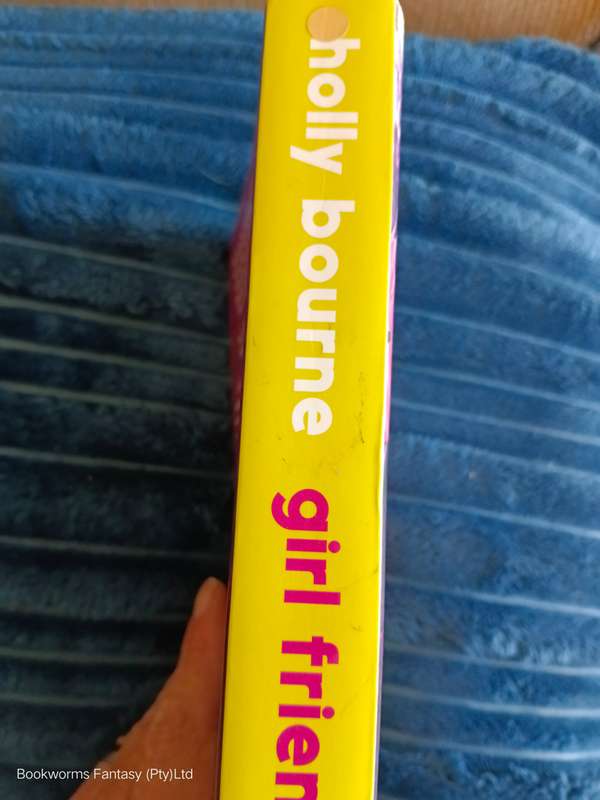 holly bourne
girl frien
Bookworms Fantasy (Pty)Ltd